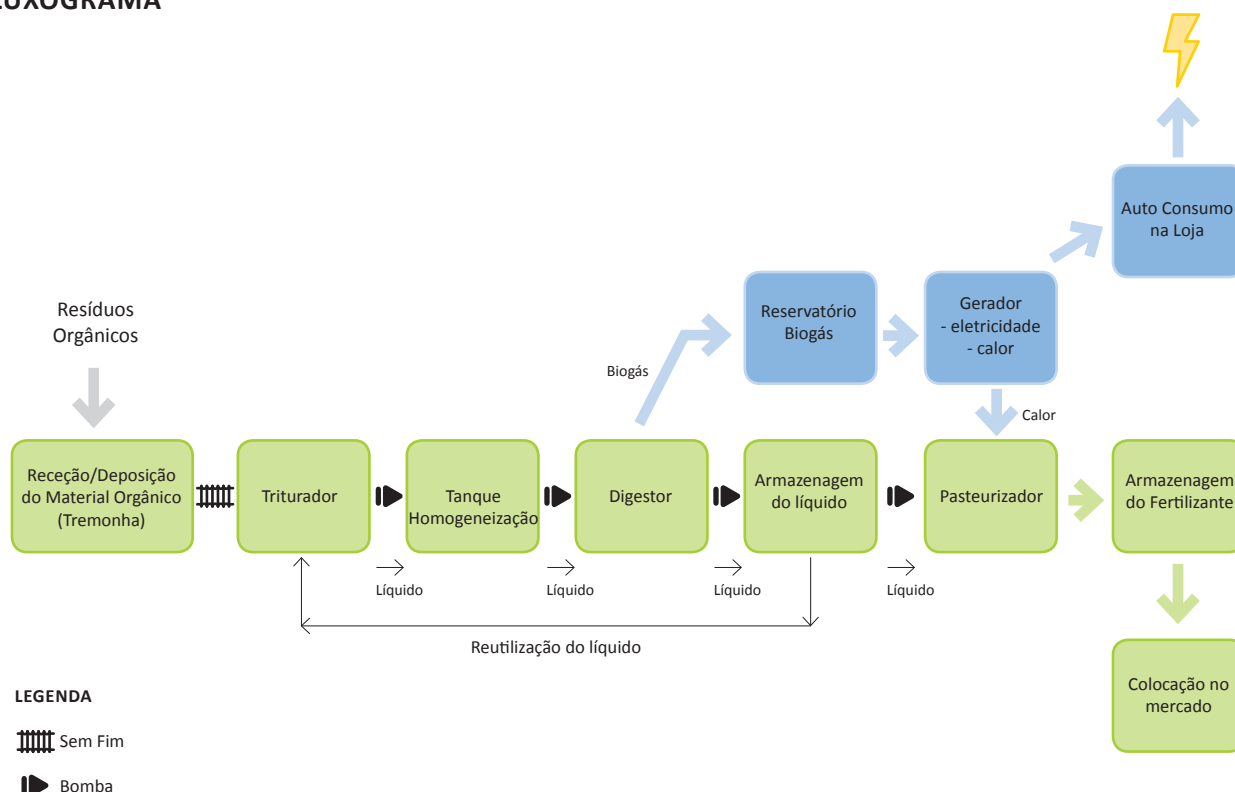 LUXOGRAMA
Auto Consumo
na Loja
Resíduos
Orgânicos
Reservatório
Biogás
Gerador
- eletricidade
- calor
Biogás
Calor
Receção/Deposição
do Material Orgânico
(Tremonha)
Triturador
Tanque
Homogeneização
Digestor
Armazenagem
do líquido
Pasteurizador
Armazenagem
do Fertilizante
Líquido
Líquido
Líquido
Líquido
Reutilização do líquido
Colocação no
mercado
LEGENDA
Sem Fim
Bomba